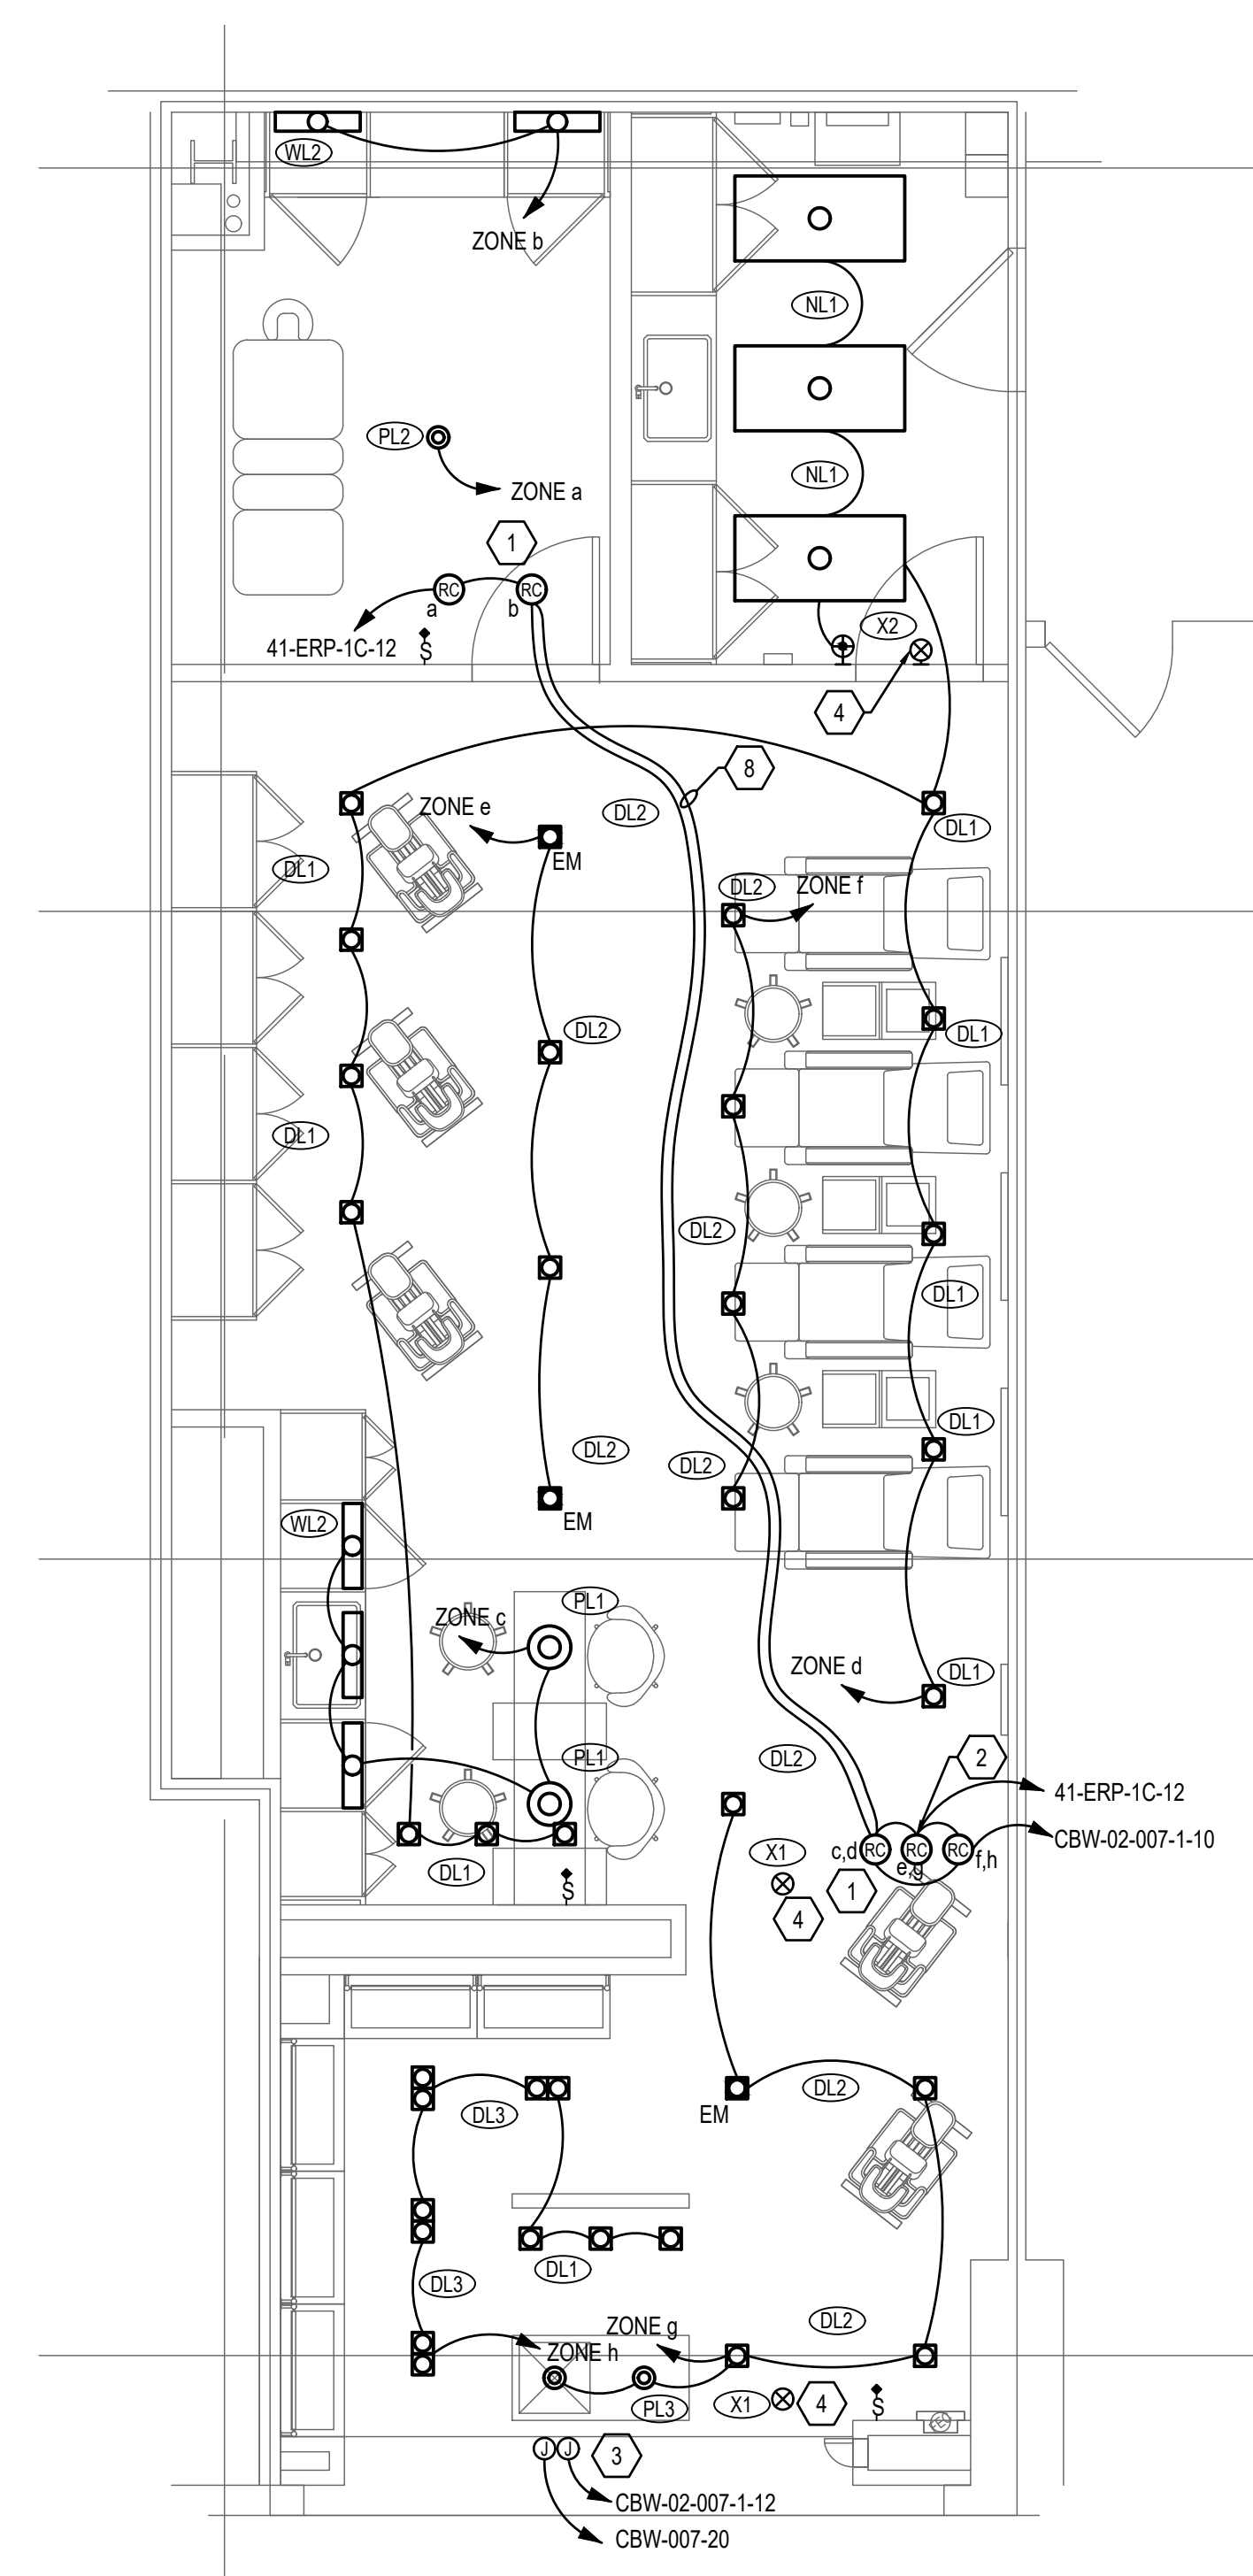 WL2
ZONE b
NL1
PL2
NL1
ZONE a
1
RC
RC
a
b
41-ERP-1C-12
S
X2
4
8
ZONE e
DL2
DL1
EM
DL1
DL2
ZONE f
DL2
DL1
DL1
DL2
DL1
DL1
DL2
DL2
WL2
EM
PL1
ZONE c
ZONE d
DL1
PL1
DL2
2
41-ERP-1C-12
CBW-02-007-1-10
c,d
RC
RC
RC
e,g
f,h
X1
DL1
S
1
4
DL2
EM
DL3
DL1
DL3
DL2
ZONE g
ZONE h
PL3
X1
4
S
J
J
3
CBW-02-007-1-12
CBW-007-20